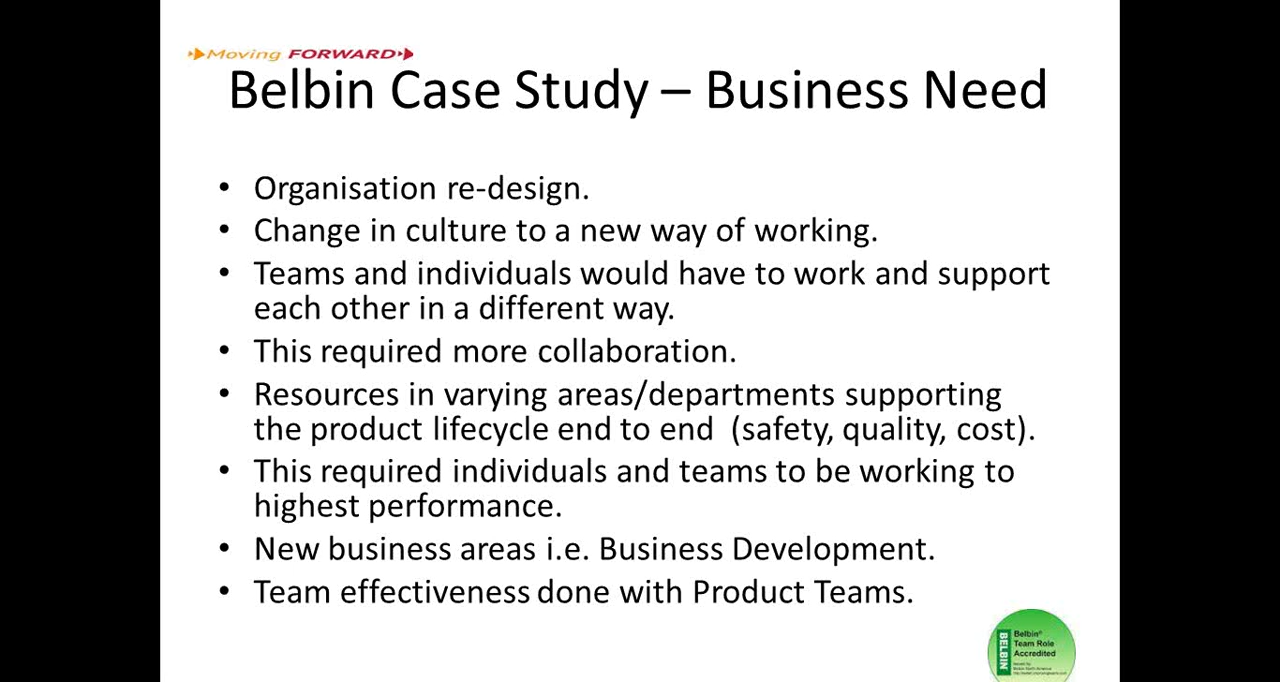 Moving FORWARD
Belbin Case Study – Business Need
• Organisation re-design.
• Change in culture to a new way of working.
• Teams and individuals would have to work and support
each other in a different way.
• This required more collaboration.
• Resources in varying areas/departments supporting
the product lifecycle end to end (safety, quality, cost).
• This required individuals and teams to be working to
highest performance.
• New business areas i.e. Business Development.
• Team effectiveness done with Product Teams.
BELBIN
Belbin®
Team Role
Accredited